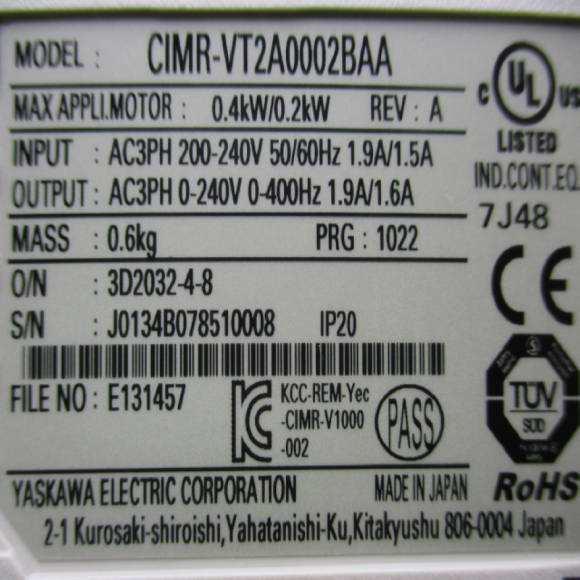 MODEL : CIMR-VT2A0002BAA
MAX APPLI.MOTOR : 0.4kW/0.2kW REV : A
INPUT : AC3PH 200-240V 50/60Hz 1.9A/1.5A
OUTPUT : AC3PH 0-240V 0-400Hz 1.9A/1.6A
MASS : 0.6kg PRG : 1022
O/N : 3D2032-4-8
S/N : J0134B078510008 IP20
FILE NO : E131457
KCC-REM-Yec
-CIMR-V1000
-002
PASS
C UL US
LISTED
IND.CONT.EQ.
7J48
CE
TÜV
SÜD
RoHS
YASKAWA ELECTRIC CORPORATION MADE IN JAPAN
2-1 Kurosaki-shiroishi,Yahatanishi-Ku,Kitakyushu 806-0004 Japan